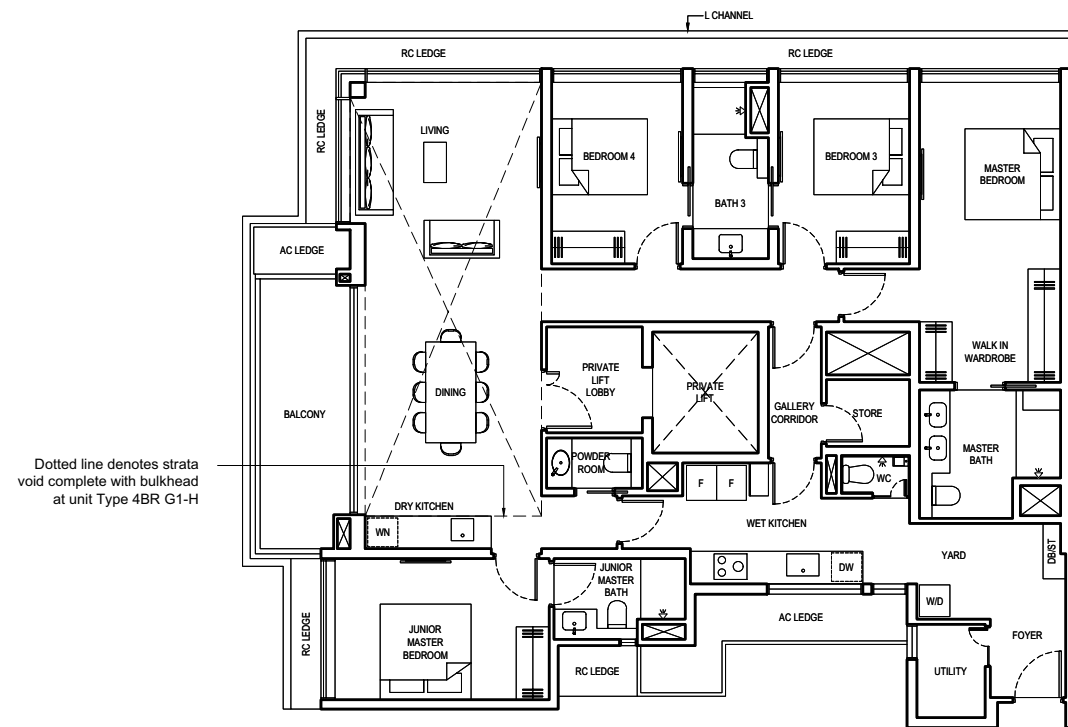 L CHANNEL
RC LEDGE
RC LEDGE
RC LEDGE
LIVING
BEDROOM 4
BATH 3
BEDROOM 3
MASTER
BEDROOM
AC LEDGE
WALK IN
WARDROBE
PRIVATE
LIFT
LOBBY
PRIVATE
LIFT
DINING
BALCONY
GALLERY
CORRIDOR
STORE
MASTER
BATH
POWDER
ROOM
WC
Dotted line denotes strata
void complete with bulkhead
at unit Type 4BR G1-H
F
F
DRY KITCHEN
WN
WET KITCHEN
YARD
DB/ST
JUNIOR
MASTER
BATH
DW
W/D
RC LEDGE
JUNIOR
MASTER
BEDROOM
AC LEDGE
FOYER
RC LEDGE
UTILITY